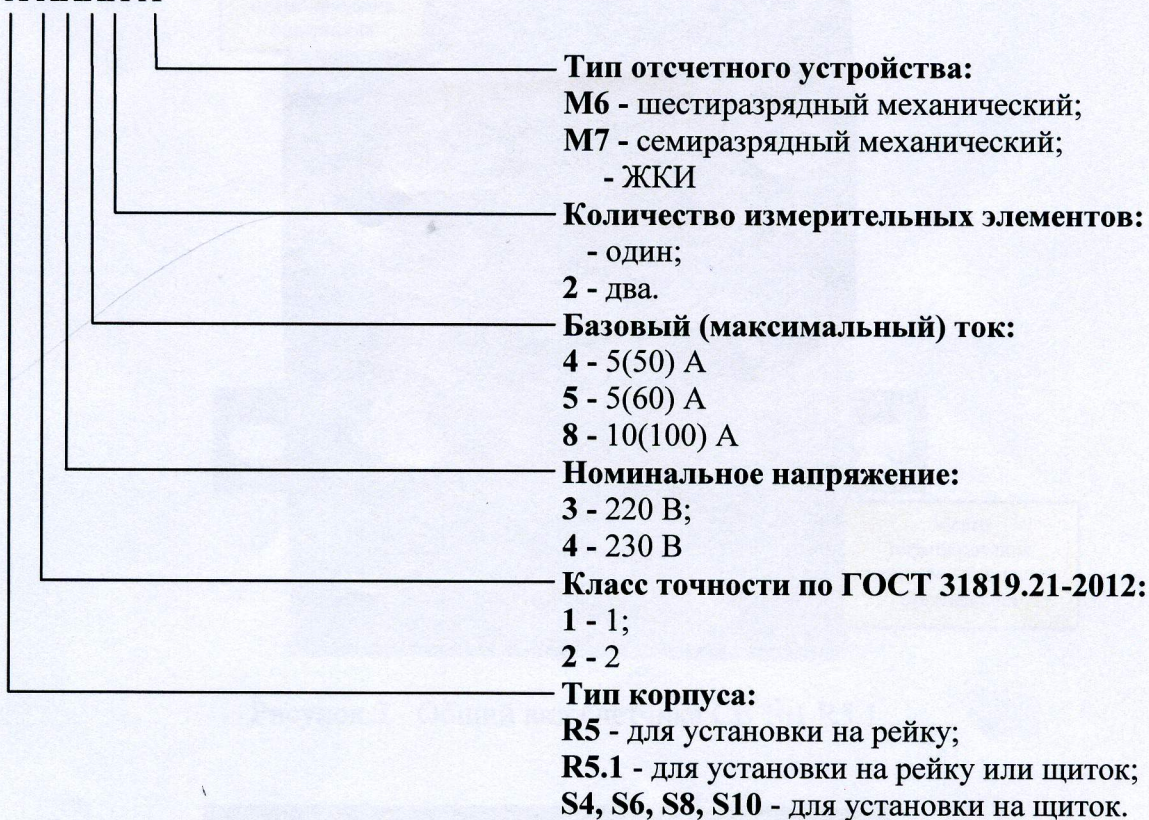 Тип отсчетного устройства:
М6 - шестиразрядный механический;
М7 - семиразрядный механический;
- ЖКИ
Количество измерительных элементов:
- один;
2 - два.
Базовый (максимальный) ток:
4 - 5(50) А
5 - 5(60) А
8 - 10(100) А
Номинальное напряжение:
3 - 220 В;
4 - 230 В
Класс точности по ГОСТ 31819.21-2012:
1 - 1;
2 - 2
Тип корпуса:
R5 - для установки на рейку;
R5.1 - для установки на рейку или щиток;
S4, S6, S8, S10 - для установки на щиток.